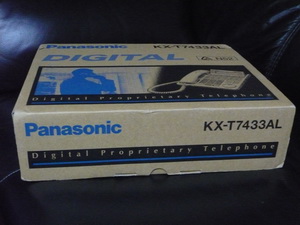 Panasonic KX-T7433AL
DIGITAL
Digital Proprietary Telephone
Panasonic KX-T7433AL
Digital Proprietary Telephone